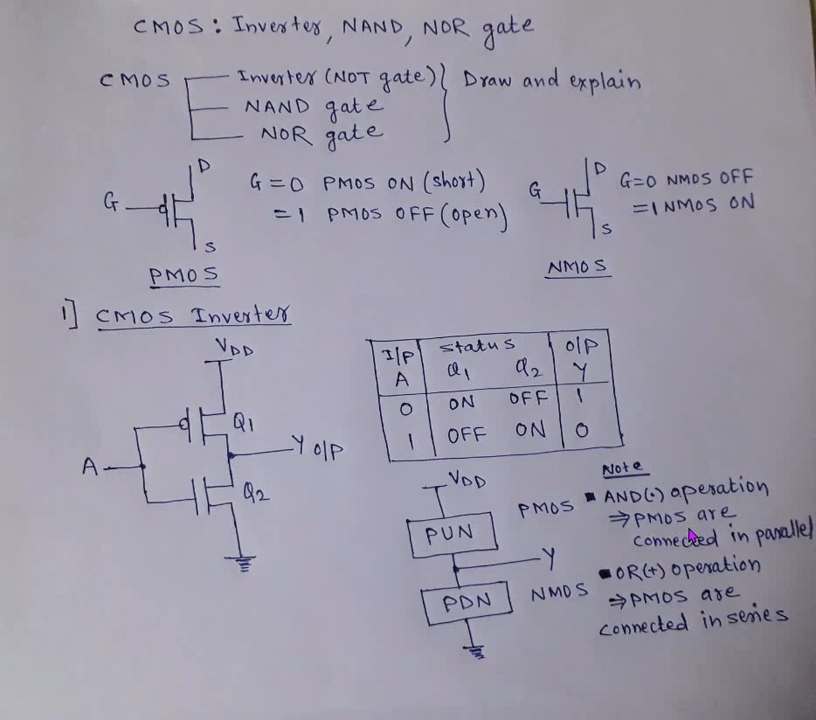 CMOS: Inverter, NAND, NOR gate
CMOS Inverter (NOT gate) Draw and explain
NAND gate
NOR gate
D
G
S
PMOS
G=0 PMOS ON (short)
=1 PMOS OFF (open)
D
G
S
NMOS
G=0 NMOS OFF
=1 NMOS ON
1] CMOS Inverter
VDD
Q1
A
Y O/P
Q2
I/P status O/P
A Q1 Q2 Y
0 ON OFF 1
1 OFF ON 0
VDD
PUN PMOS
Y
PDN NMOS
Note
▪ AND(·) operation
⇒ PMOS are
connected in parallel
▪ OR(+) operation
⇒ PMOS are
connected in series